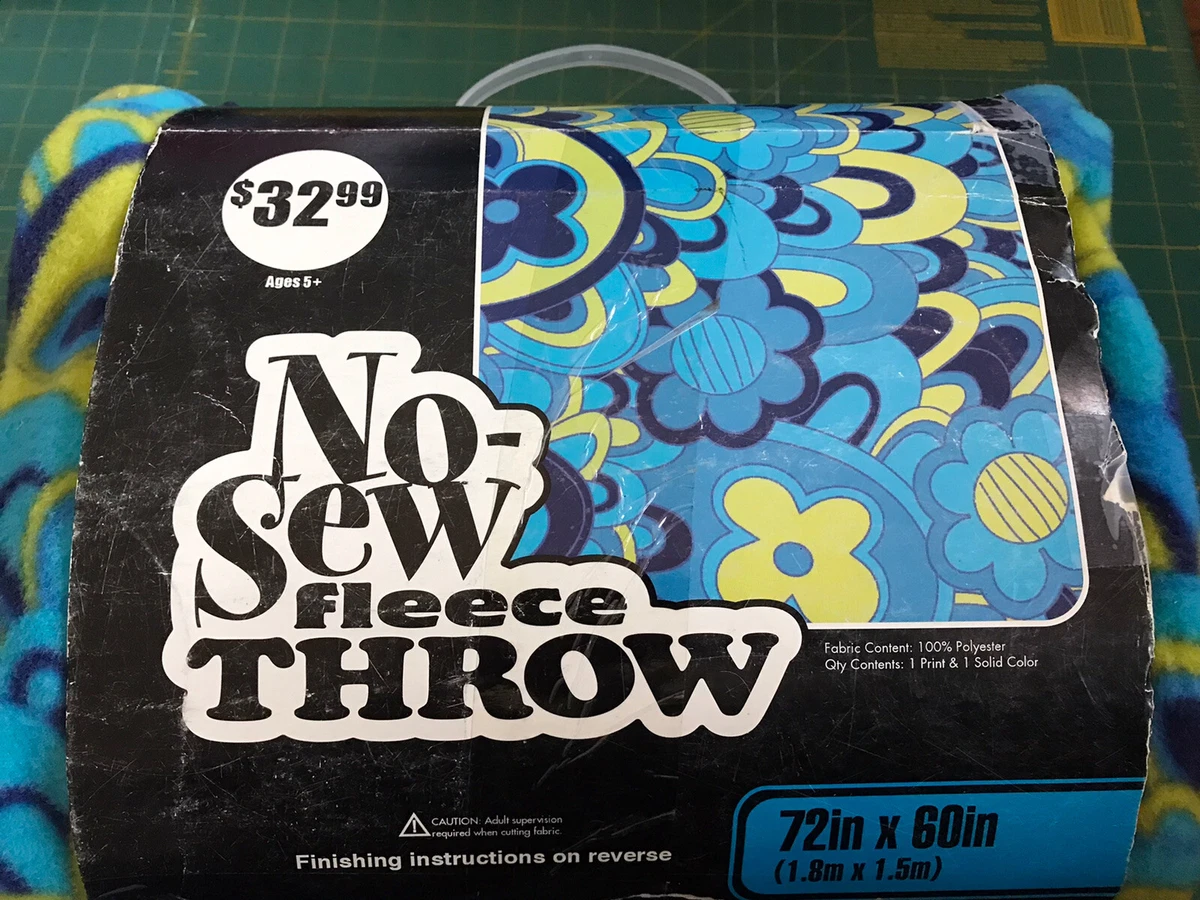 $32.99
Ages 5+
No-
Sew
fleece
THROW
Fabric Content: 100% Polyester
Qty Contents: 1 Print & 1 Solid Color
CAUTION: Adult supervision
required when cutting fabric.
Finishing instructions on reverse
72in x 60in
(1.8m x 1.5m)